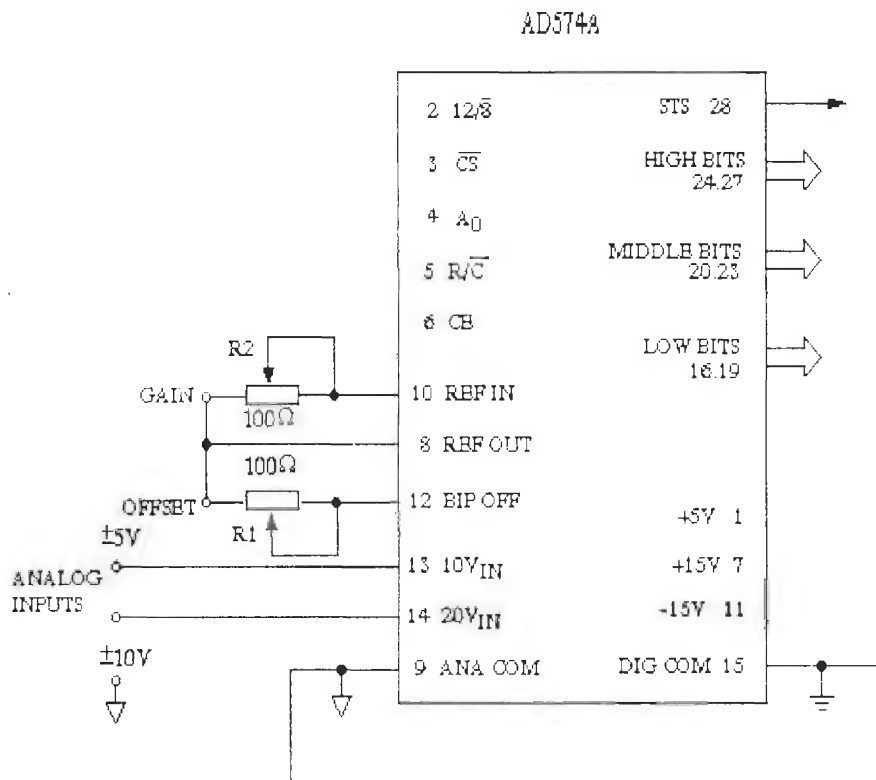 AD574A
2 12/8̅
STS 28
3 C̅S̅
HIGH BITS
24.27
4 A0
5 R/C̅
MIDDLE BITS
20.23
6 CE
LOW BITS
16.19
R2
GAIN
100Ω
10 REF IN
8 REF OUT
100Ω
OFFSET
R1
12 BIP OFF
+5V 1
±5V
13 10VIN
+15V 7
ANALOG
INPUTS
14 20VIN
-15V 11
±10V
9 ANA COM
DIG COM 15